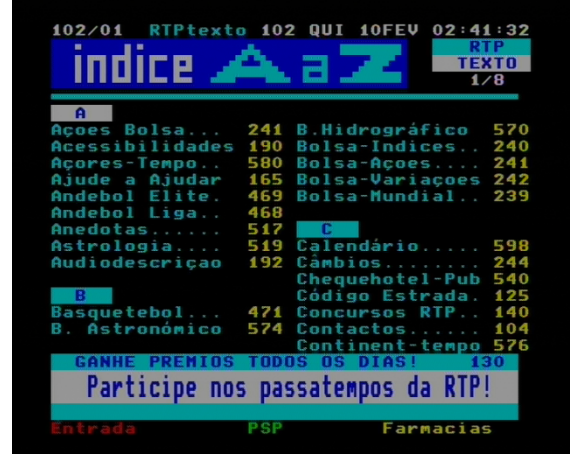 102/01 RTPtexto 102 QUI 10FEV 02:41:32
índice A a Z
RTP
TEXTO
1/8
A
Açoes Bolsa... 241
Acessibilidades 190
Açores-Tempo.. 580
Ajude a Ajudar 165
Andebol Elite. 469
Andebol Liga.. 468
Anedotas...... 517
Astrologia.... 519
Audiodescriçao 192
B
Basquetebol... 471
B. Astronómico 574
B.Hidrográfico 570
Bolsa-Indices.. 240
Bolsa-Açoes.... 241
Bolsa-Variaçoes 242
Bolsa-Mundial.. 239
C
Calendário..... 598
Câmbios........ 244
Chequehotel-Pub 540
Código Estrada. 125
Concursos RTP.. 140
Contactos...... 104
Continent-tempo 576
GANHE PREMIOS TODOS OS DIAS! 130
Participe nos passatempos da RTP!
Entrada PSP Farmacias